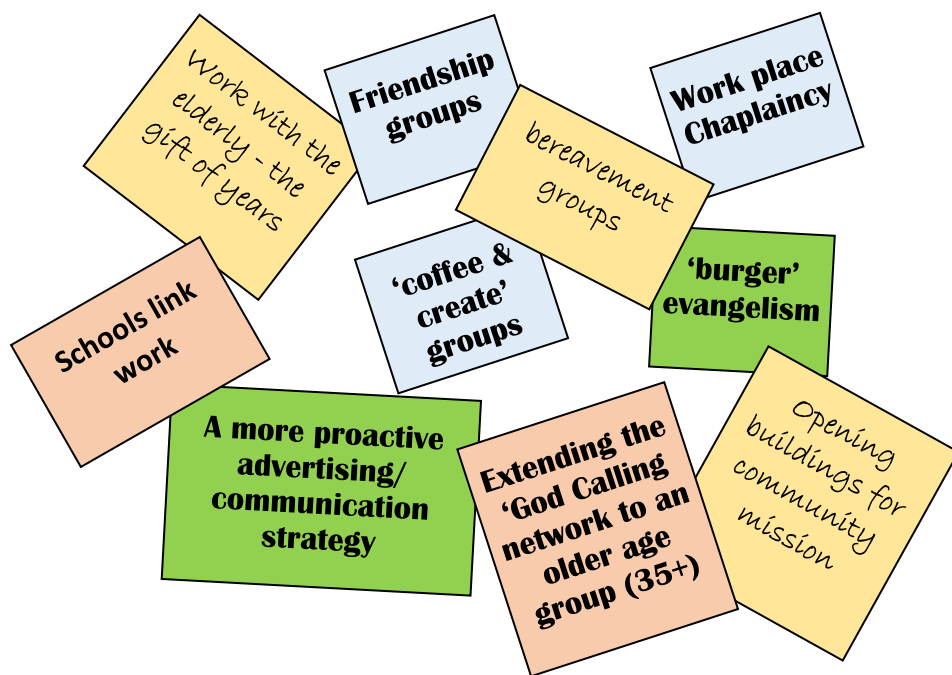 Work with the
elderly - the
gift of years
Friendship
groups
Work place
Chaplaincy
bereavement
groups
'coffee &
create'
groups
'burger'
evangelism
Schools link
work
A more proactive
advertising/
communication
strategy
Extending the
'God Calling
network to an
older age
group (35+)
Opening
buildings for
community
mission